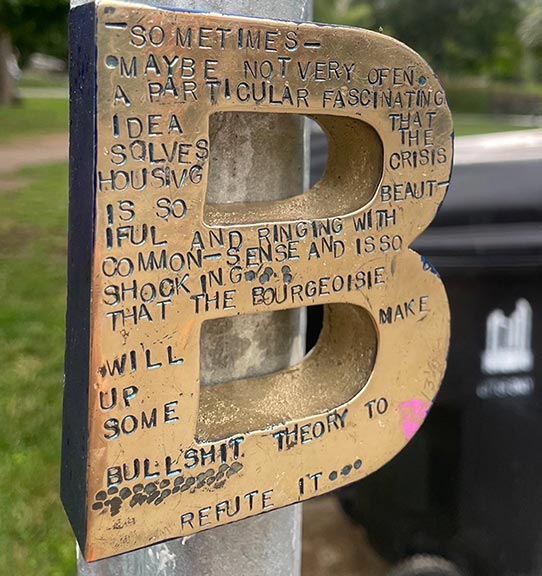 —SOMETIMES—
•MAYBE NOT VERY OFEN•
A PARTICULAR FASCINATING
IDEA THAT
SOLVES THE
HOUSING CRISIS
IS SO BEAUT—
IFUL AND RINGING WITH
COMMON-SENSE AND IS SO
SHOCKING•••
THAT THE BOURGEOISIE
WILL MAKE
UP
SOME
BULLSHIT. THEORY TO
REFUTE IT•••